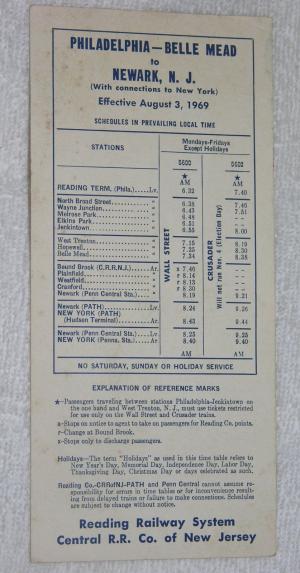 PHILADELPHIA—BELLE MEAD
to
NEWARK, N. J.
(With connections to New York)
Effective August 3, 1969
SCHEDULES IN PREVAILING LOCAL TIME
STATIONS
Mondays-Fridays
Except Holidays
5600 5602
★
AM AM
READING TERM. (Phila.).....Lv. 6.32 7.40
North Broad Street " 6.38 7.46
Wayne Junction " 6.43 7.51
Melrose Park " 6.48 --
Elkins Park " 6.51 --
Jenkintown " 6.55 8.00
WALL STREET
CRUSADER
Will not run Nov. 4 (Election Day)
West Trenton " 7.15 8.19
Hopewell " 7.25 8.30
Belle Mead " 7.34 8.38
Bound Brook (C.R.R.N.J.) Ar. x 7.46 --
Plainfield " r 8.14 --
Westfield " r 8.13 --
Cranford " r 8.30 --
Newark (Penn Central Sta.) " 8.19 9.21
Newark (PATH) Lv. 8.24 9.26
NEW YORK (PATH)
(Hudson Terminal) Ar. 8.43 9.44
Newark (Penn Central Sta.) Lv. 8.25 9.25
NEW YORK (Penna. Sta.) Ar. 8.40 9.40
AM AM
NO SATURDAY, SUNDAY OR HOLIDAY SERVICE
EXPLANATION OF REFERENCE MARKS
★—Passengers traveling between stations Philadelphia-Jenkintown on
the one hand and West Trenton, N. J., must use tickets restricted
for use only on the Wall Street and Crusader trains.
a—Stops on notice to agent to take on passengers for Reading Co. points.
r—Change at Bound Brook.
x—Stops only to discharge passengers.
Holidays—The term "Holidays" as used in this time table refers to
New Year's Day, Memorial Day, Independence Day, Labor Day,
Thanksgiving Day, Christmas Day or days celebrated as such.
Reading Co.-CRRofNJ-PATH and Penn Central cannot assume re-
sponsibility for errors in time tables or for inconvenience result-
ing from delayed trains or failure to make connections. Schedules
are subject to change without notice.
Reading Railway System
Central R.R. Co. of New Jersey